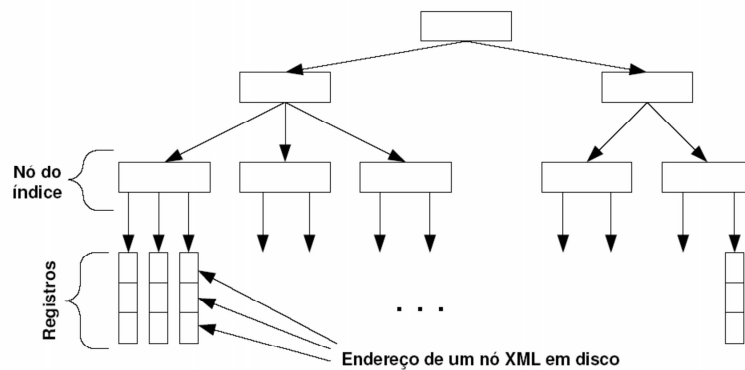 Nó do
índice
Registros
. . .
Endereço de um nó XML em disco